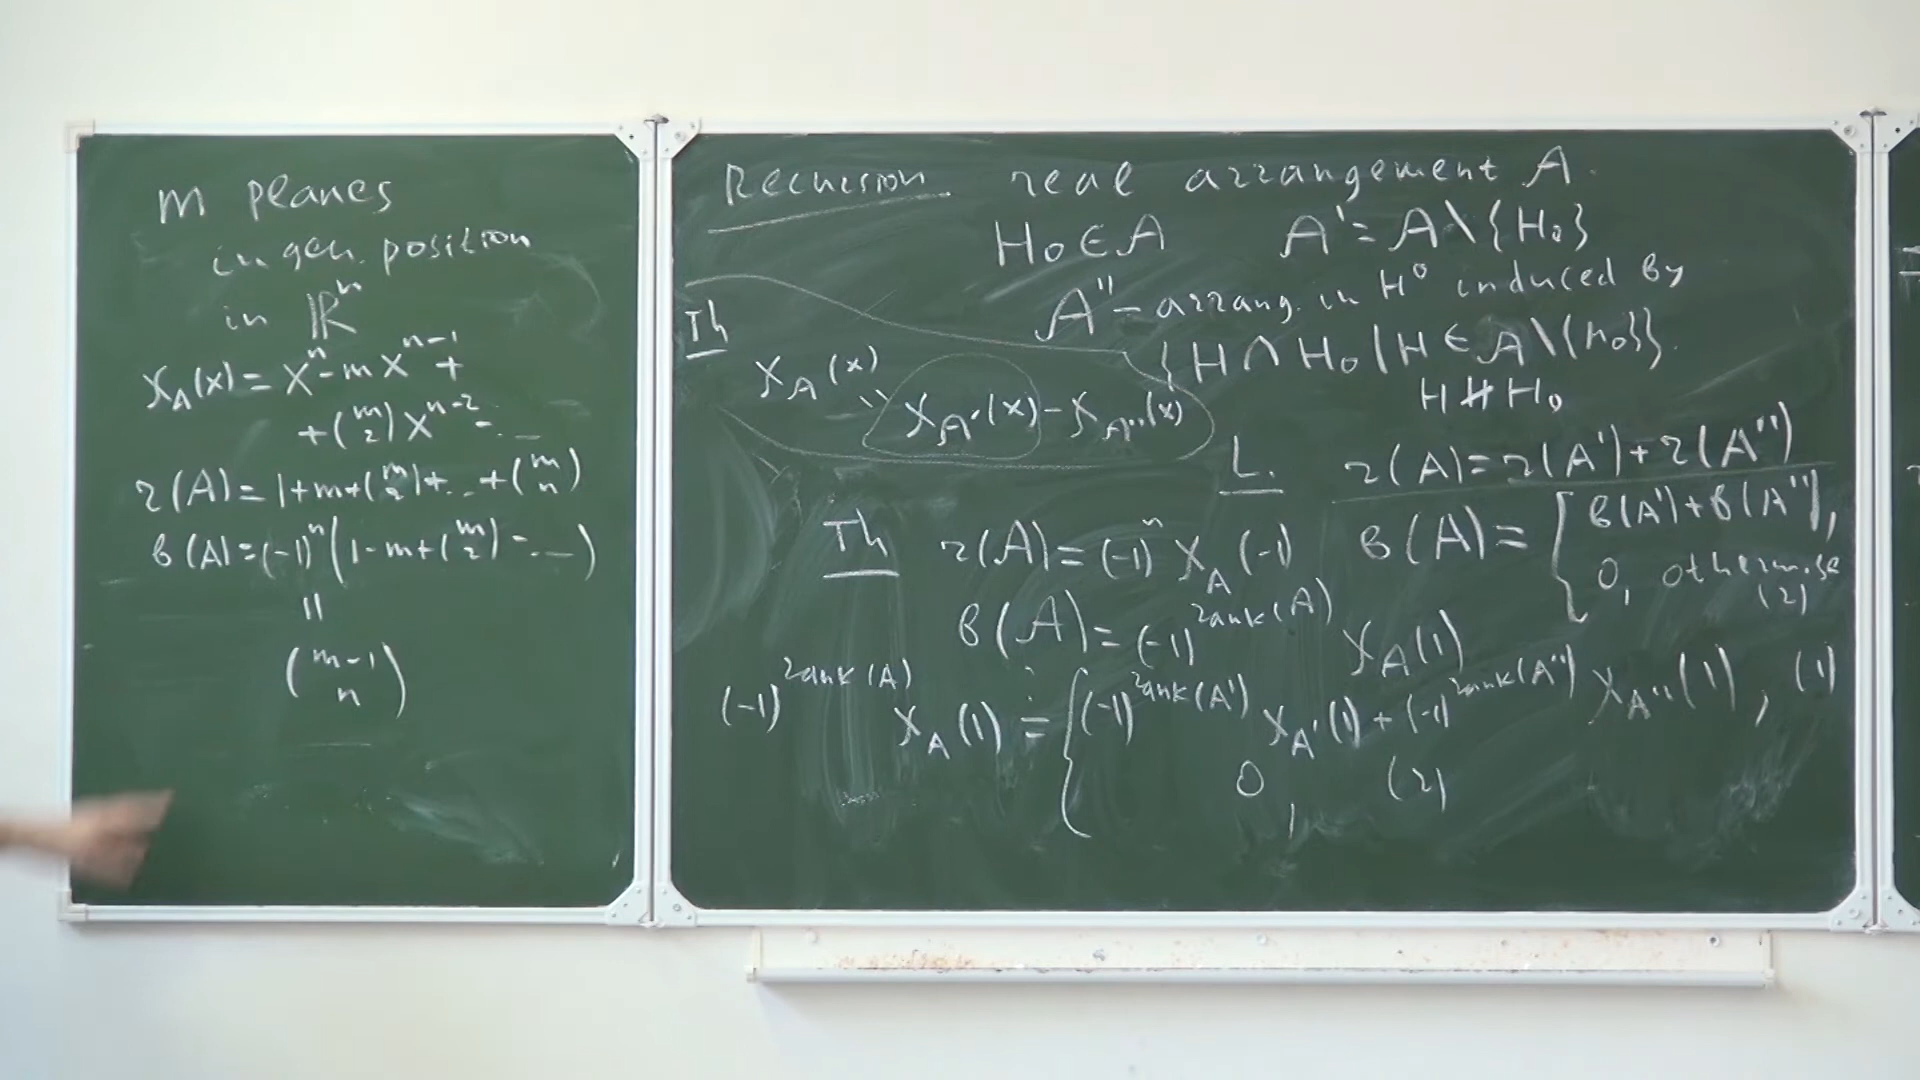 m planes
in gen. position
in ℝⁿ
χ_A(x) = xⁿ - m xⁿ⁻¹ +
+ (m 2) xⁿ⁻² - ...
r(A) = 1 + m + (m 2) + .. + (m n)
b(A) = (-1)ⁿ (1 - m + (m 2) - ...)
||
(m-1 n)
Recursion real arrangement A.
H₀ ∈ A A' = A \ {H₀}
A'' - arrang. in H⁰ induced by
{H ∩ H₀ | H ∈ A \ {H₀}}.
H ∦ H₀
Th
χ_A(x)
=
χ_A'(x) - χ_A''(x)
L. r(A) = r(A') + r(A'')
b(A) = { b(A') + b(A''),
0, otherwise
(2)
Th r(A) = (-1)ⁿ χ_A(-1)
b(A) = (-1)^rank(A) χ_A(1)
(-1)^rank(A) χ_A(1) = { (-1)^rank(A') χ_A'(1) + (-1)^rank(A'') χ_A''(1), (1)
0, (2)